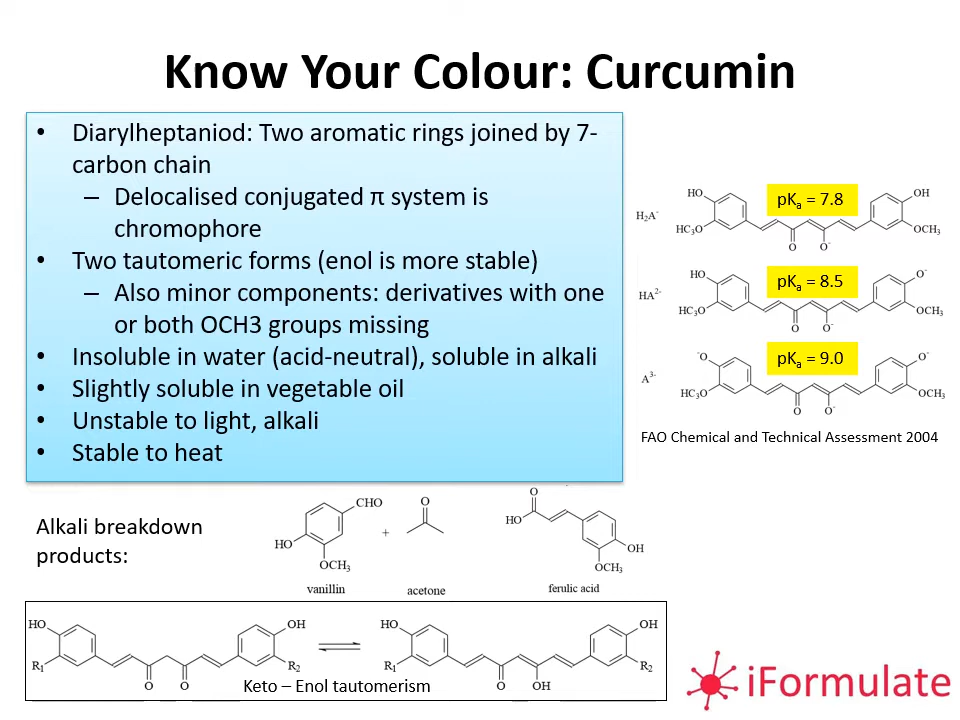 Know Your Colour: Curcumin
• Diarylheptaniod: Two aromatic rings joined by 7-
carbon chain
– Delocalised conjugated π system is
chromophore
• Two tautomeric forms (enol is more stable)
– Also minor components: derivatives with one
or both OCH3 groups missing
• Insoluble in water (acid-neutral), soluble in alkali
• Slightly soluble in vegetable oil
• Unstable to light, alkali
• Stable to heat
H₂A⁻
HO
pKₐ = 7.8
OH
HC₃O
O
O⁻
OCH₃
HA²⁻
HO
pKₐ = 8.5
O⁻
HC₃O
O
O⁻
OCH₃
A³⁻
⁻O
pKₐ = 9.0
O⁻
HC₃O
O
O⁻
OCH₃
FAO Chemical and Technical Assessment 2004
Alkali breakdown
products:
CHO
HO
OCH₃
vanillin
+
O
acetone
O
HO
OH
OCH₃
ferulic acid
HO
OH
R₁
R₂
O
O
HO
OH
R₁
R₂
O
OH
Keto – Enol tautomerism
iFormulate